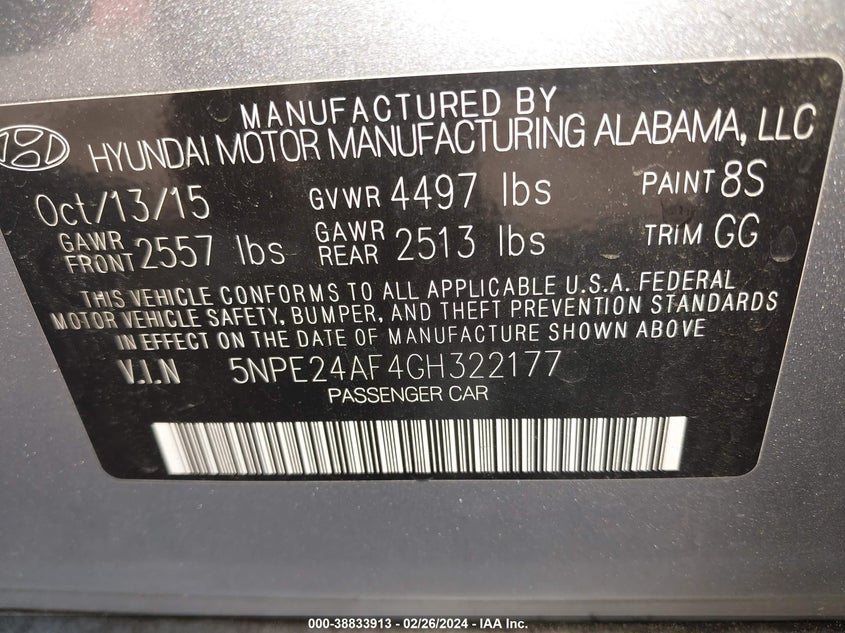 MANUFACTURED BY
HYUNDAI MOTOR MANUFACTURING ALABAMA, LLC
Oct/13/15 GVWR 4497 lbs PAINT 8S
GAWR FRONT 2557 lbs GAWR REAR 2513 lbs TRIM GG
THIS VEHICLE CONFORMS TO ALL APPLICABLE U.S.A. FEDERAL
MOTOR VEHICLE SAFETY, BUMPER, AND THEFT PREVENTION STANDARDS
IN EFFECT ON THE DATE OF MANUFACTURE SHOWN ABOVE
V.I.N 5NPE24AF4GH322177
PASSENGER CAR
000-38833913 - 02/26/2024 - IAA Inc.